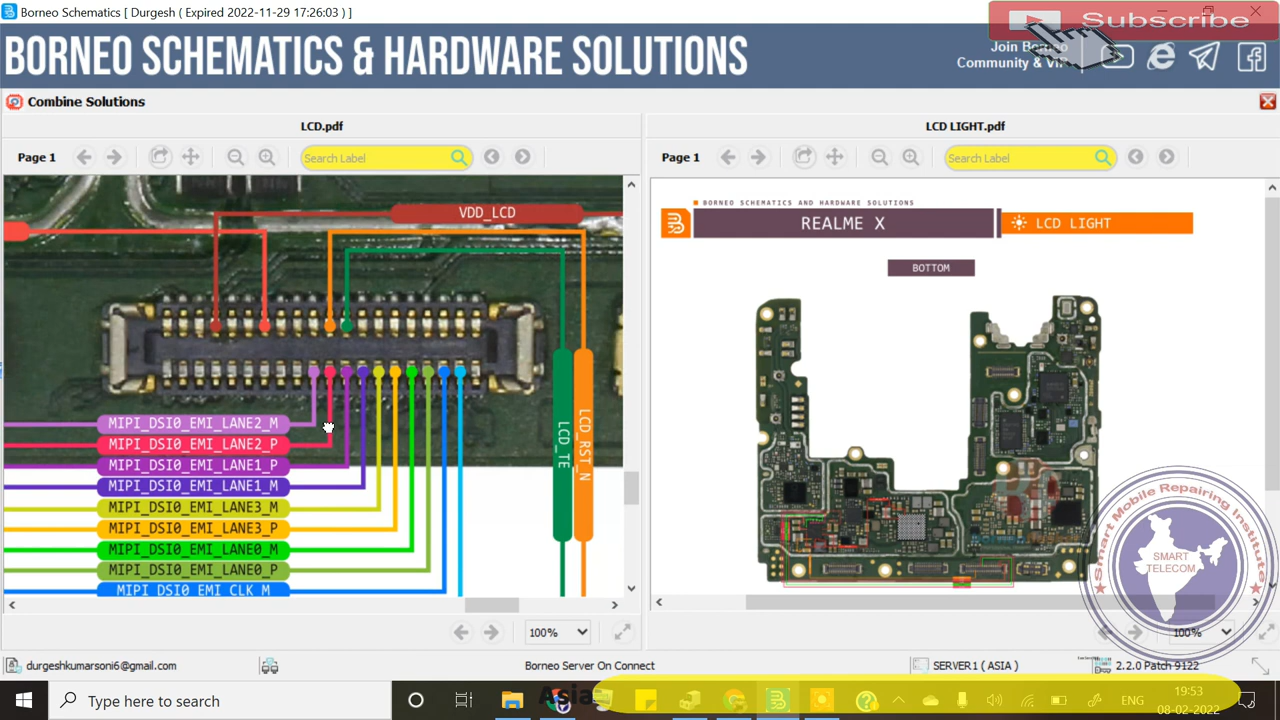 Borneo Schematics [ Durgesh ( Expired 2022-11-29 17:26:03 ) ]
Subscribe
BORNEO SCHEMATICS & HARDWARE SOLUTIONS
Join Borneo
Community & VIP
Combine Solutions
LCD.pdf
LCD LIGHT.pdf
Page 1
Search Label
Page 1
Search Label
VDD_LCD
BORNEO SCHEMATICS AND HARDWARE SOLUTIONS
REALME X
LCD LIGHT
BOTTOM
LCD_TE
LCD_RST_N
MIPI_DSI0_EMI_LANE2_M
MIPI_DSI0_EMI_LANE2_P
MIPI_DSI0_EMI_LANE1_P
MIPI_DSI0_EMI_LANE1_M
MIPI_DSI0_EMI_LANE3_M
MIPI_DSI0_EMI_LANE3_P
MIPI_DSI0_EMI_LANE0_M
MIPI_DSI0_EMI_LANE0_P
MIPI_DSI0_EMI_CLK_M
Smart Mobile Repairing Institute
SMART
TELECOM
100%
100%
durgeshkumarsoni6@gmail.com
Borneo Server On Connect
SERVER1 ( ASIA )
2.2.0 Patch 9122
Type here to search
Asia
ENG
19:53
08-02-2022